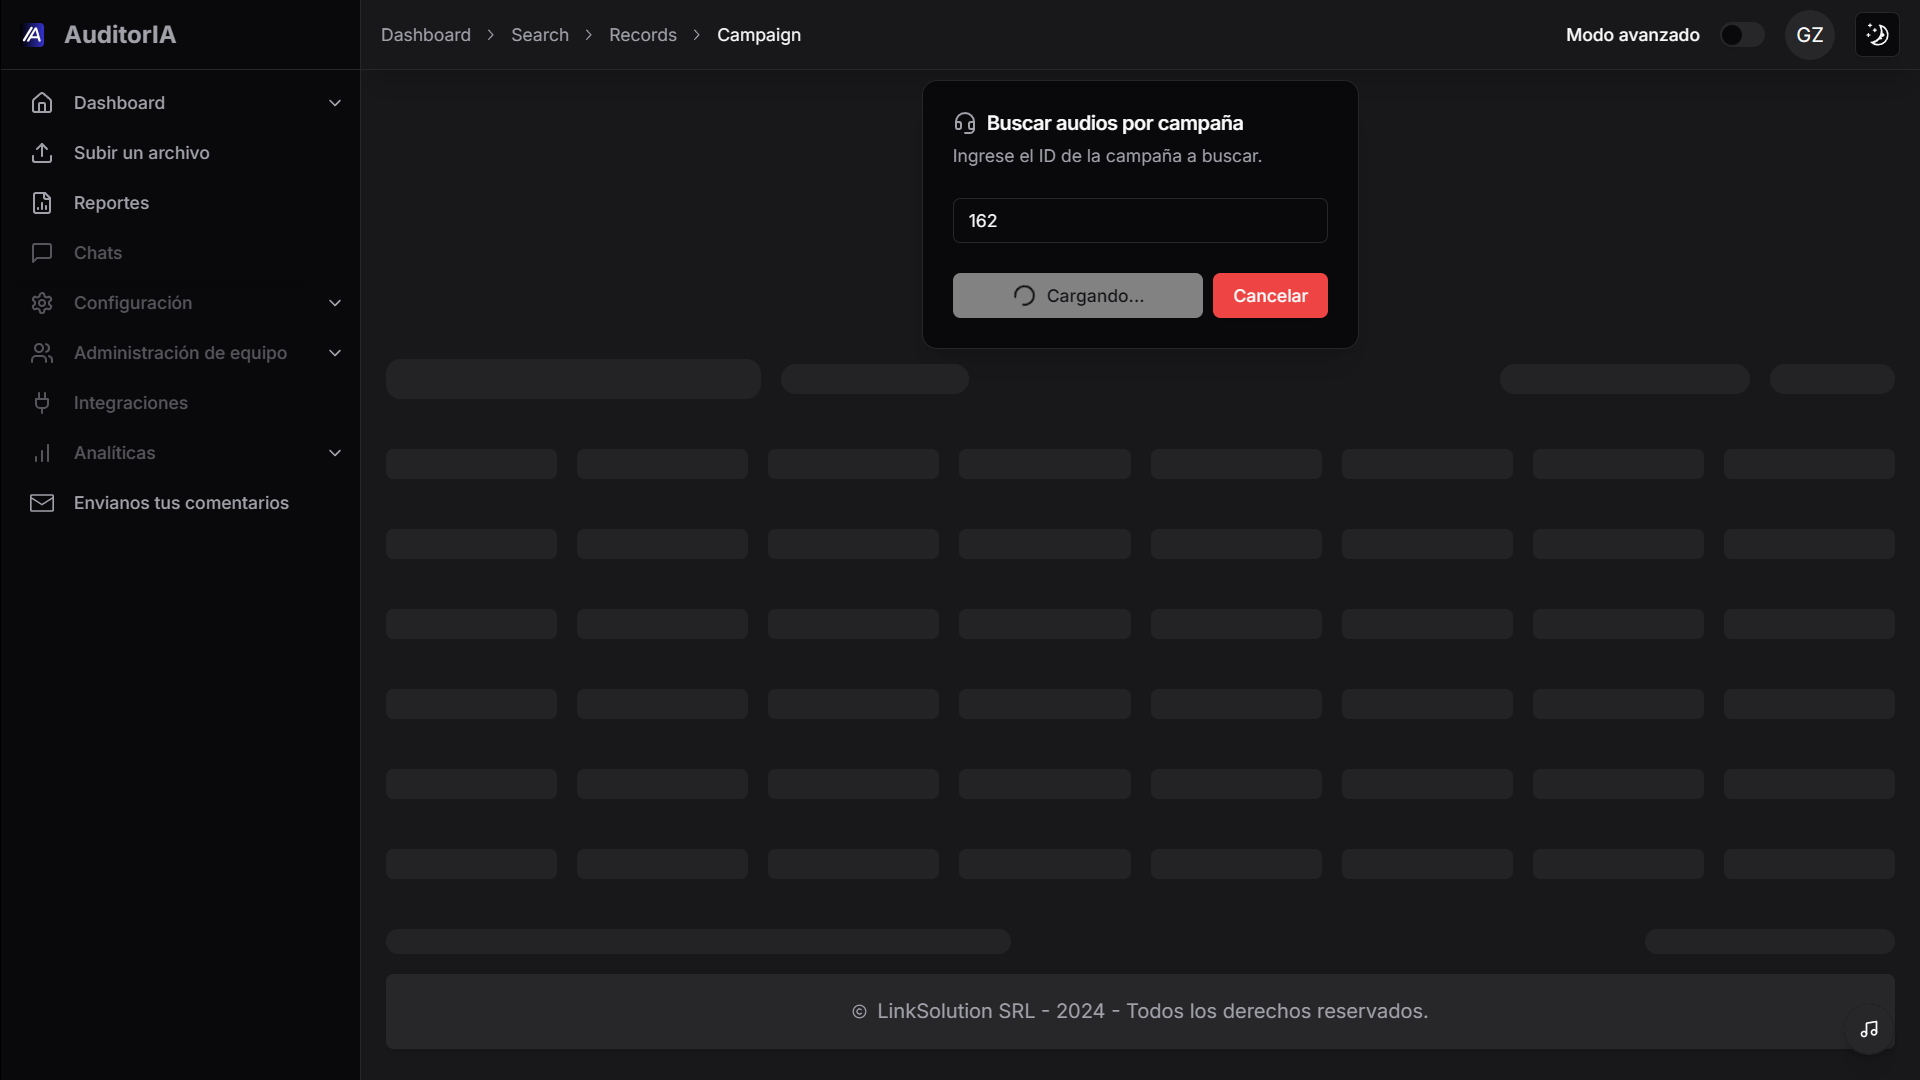 AuditorIA
Dashboard > Search > Records > Campaign
Modo avanzado
GZ
Dashboard
Subir un archivo
Reportes
Chats
Configuración
Administración de equipo
Integraciones
Analíticas
Envianos tus comentarios
Buscar audios por campaña
Ingrese el ID de la campaña a buscar.
162
Cargando...
Cancelar
© LinkSolution SRL - 2024 - Todos los derechos reservados.